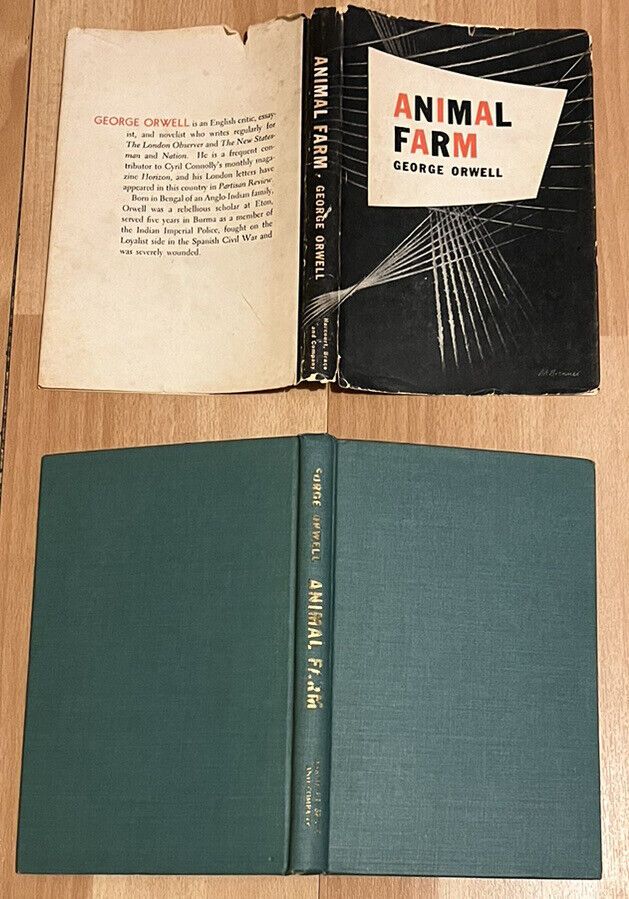 GEORGE ORWELL is an English critic, essay-
ist, and novelist who writes regularly for
The London Observer and The New States-
man and Nation. He is a frequent con-
tributor to Cyril Connolly's monthly maga-
zine Horizon, and his London letters have
appeared in this country in Partisan Review.
Born in Bengal of an Anglo-Indian family,
Orwell was a rebellious scholar at Eton,
served five years in Burma as a member of
the Indian Imperial Police, fought on the
Loyalist side in the Spanish Civil War and
was severely wounded.
ANIMAL FARM • GEORGE ORWELL
Harcourt, Brace
and Company
ANIMAL
FARM
GEORGE ORWELL
GEORGE ORWELL
ANIMAL FARM
AND COMPANY